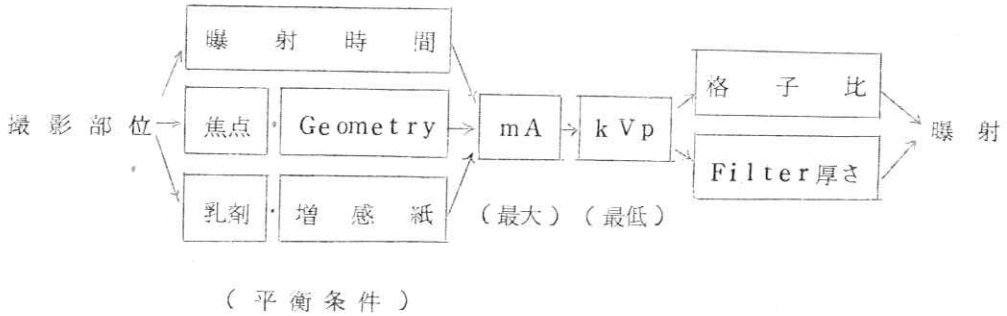 曝射時間
撮影部位 焦点・Geometry mA kVp 格子比 曝射
Filter厚さ
乳剤・増感紙 (最大) (最低)
(平衡条件)